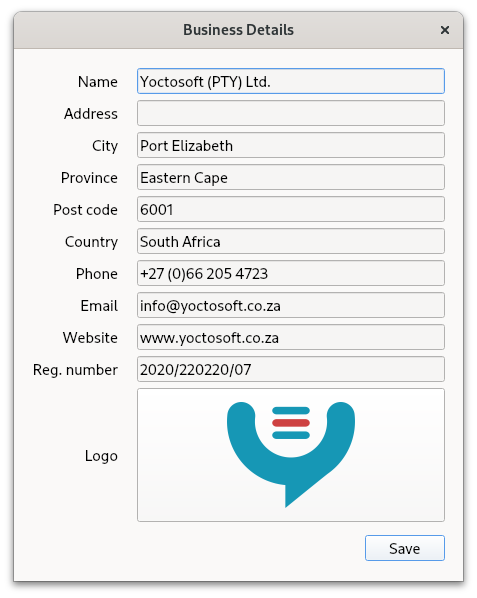 Business Details
Name Yoctosoft (PTY) Ltd.
Address
City Port Elizabeth
Province Eastern Cape
Post code 6001
Country South Africa
Phone +27 (0)66 205 4723
Email info@yoctosoft.co.za
Website www.yoctosoft.co.za
Reg. number 2020/220220/07
Logo
Save